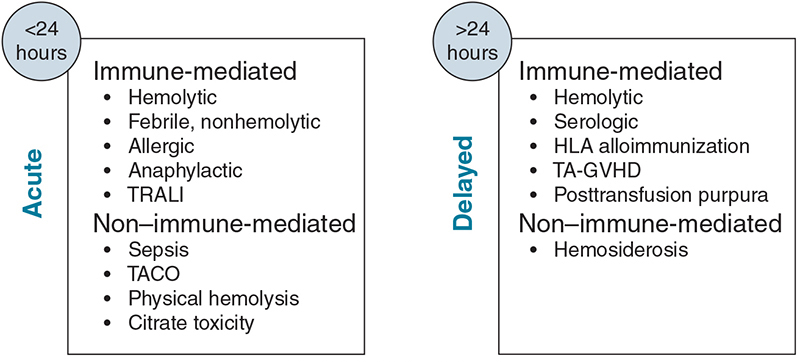 <24
hours
Acute
Immune-mediated
• Hemolytic
• Febrile, nonhemolytic
• Allergic
• Anaphylactic
• TRALI
Non–immune-mediated
• Sepsis
• TACO
• Physical hemolysis
• Citrate toxicity
>24
hours
Delayed
Immune-mediated
• Hemolytic
• Serologic
• HLA alloimmunization
• TA-GVHD
• Posttransfusion purpura
Non–immune-mediated
• Hemosiderosis